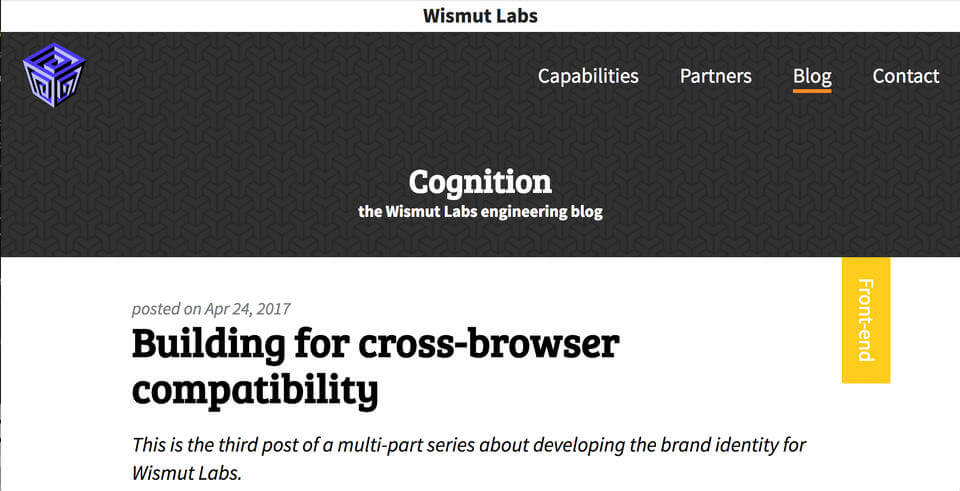 Wismut Labs
Capabilities Partners Blog Contact
Cognition
the Wismut Labs engineering blog
Front-end
posted on Apr 24, 2017
Building for cross-browser
compatibility
This is the third post of a multi-part series about developing the brand identity for
Wismut Labs.